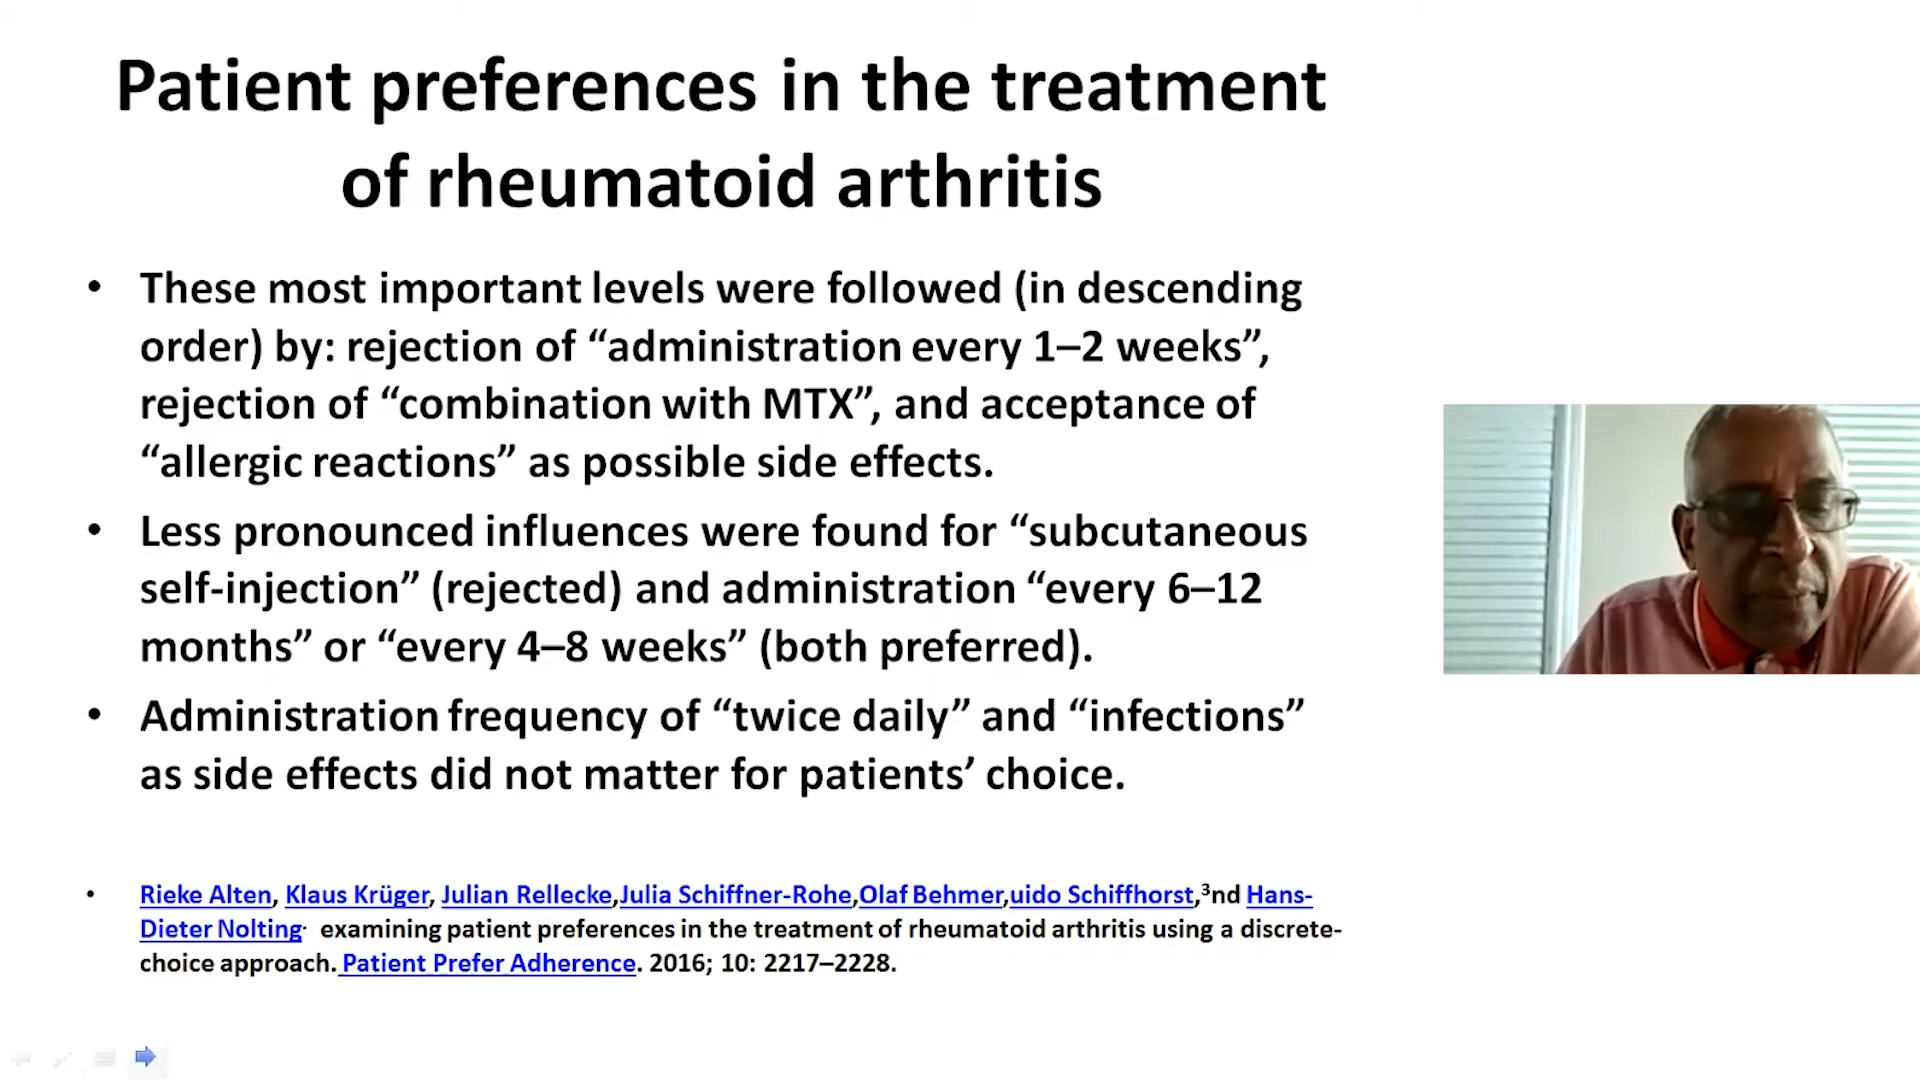 Patient preferences in the treatment
of rheumatoid arthritis
• These most important levels were followed (in descending
order) by: rejection of “administration every 1–2 weeks”,
rejection of “combination with MTX”, and acceptance of
“allergic reactions” as possible side effects.
• Less pronounced influences were found for “subcutaneous
self-injection” (rejected) and administration “every 6–12
months” or “every 4–8 weeks” (both preferred).
• Administration frequency of “twice daily” and “infections”
as side effects did not matter for patients’ choice.
• Rieke Alten, Klaus Krüger, Julian Rellecke,Julia Schiffner-Rohe,Olaf Behmer,uido Schiffhorst,³nd Hans-
Dieter Nolting· examining patient preferences in the treatment of rheumatoid arthritis using a discrete-
choice approach. Patient Prefer Adherence. 2016; 10: 2217–2228.